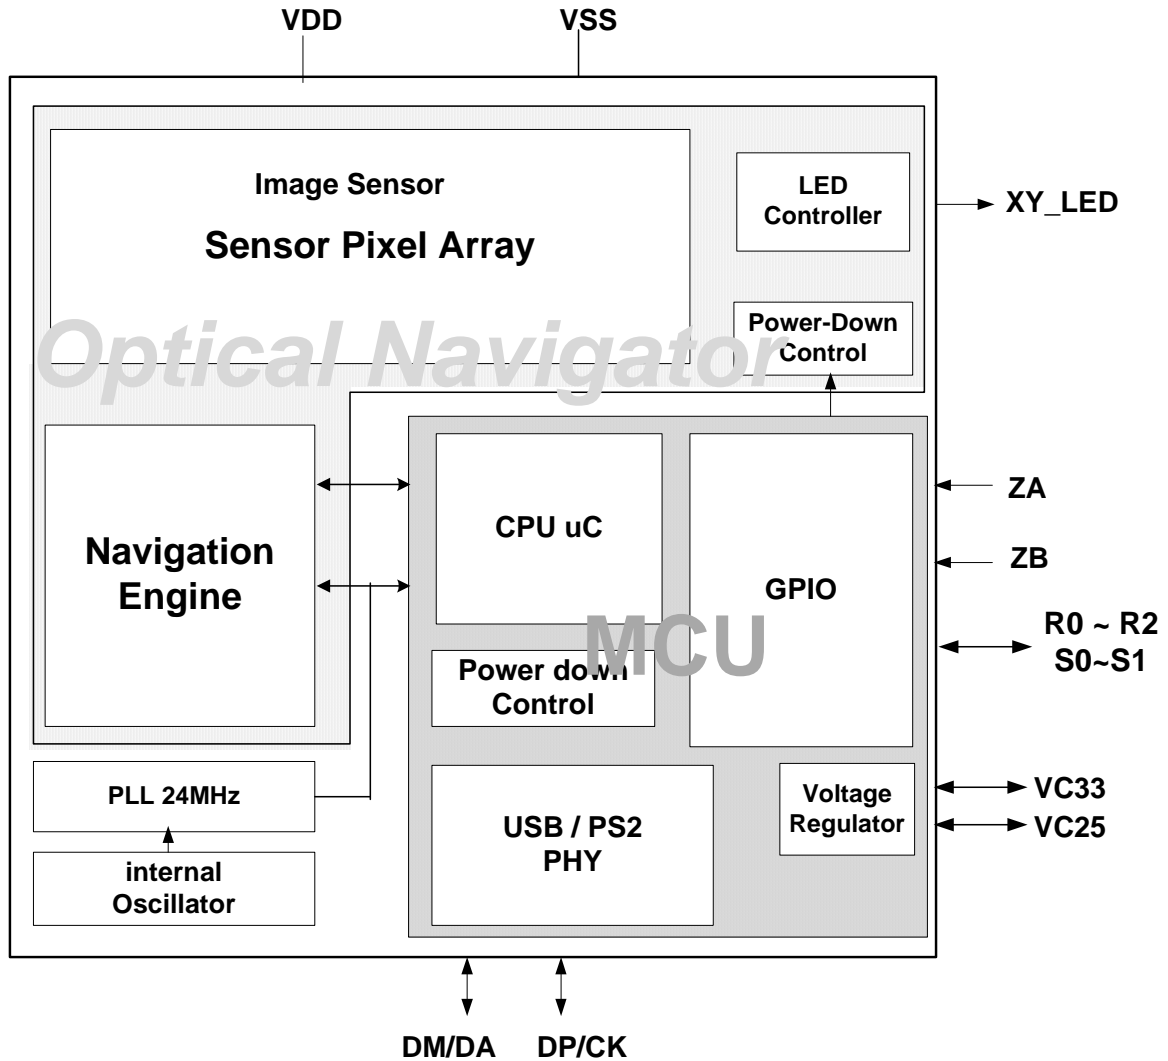 VDD
VSS
Image Sensor
Sensor Pixel Array
LED
Controller
XY_LED
Optical Navigator
Power-Down
Control
Navigation
Engine
CPU uC
GPIO
MCU
Power down
Control
ZA
ZB
R0 ~ R2
S0~S1
PLL 24MHz
internal
Oscillator
USB / PS2
PHY
Voltage
Regulator
VC33
VC25
DM/DA
DP/CK